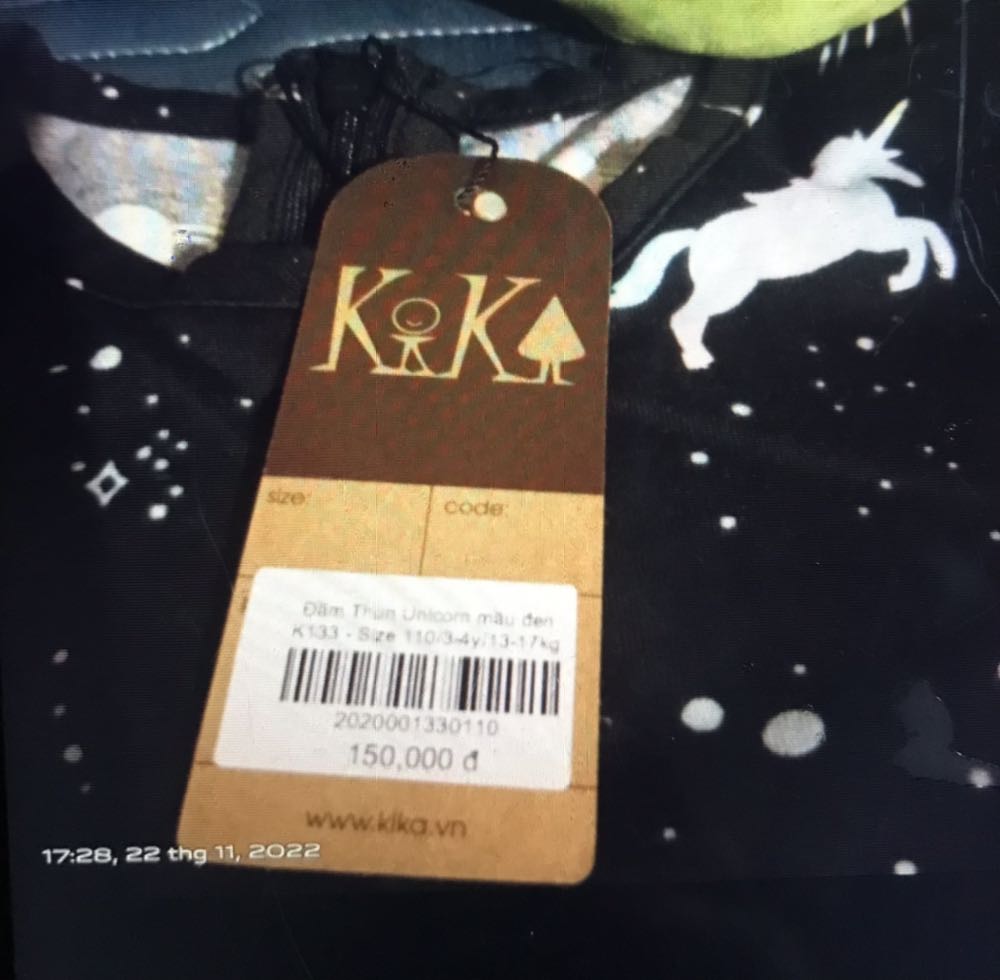 KiKA
size:
code:
Đầm Thun Unicorn màu đen
K133 - Size 110/3-4y/13-17kg
2020001330110
150,000 đ
www.kika.vn
17:28, 22 thg 11, 2022